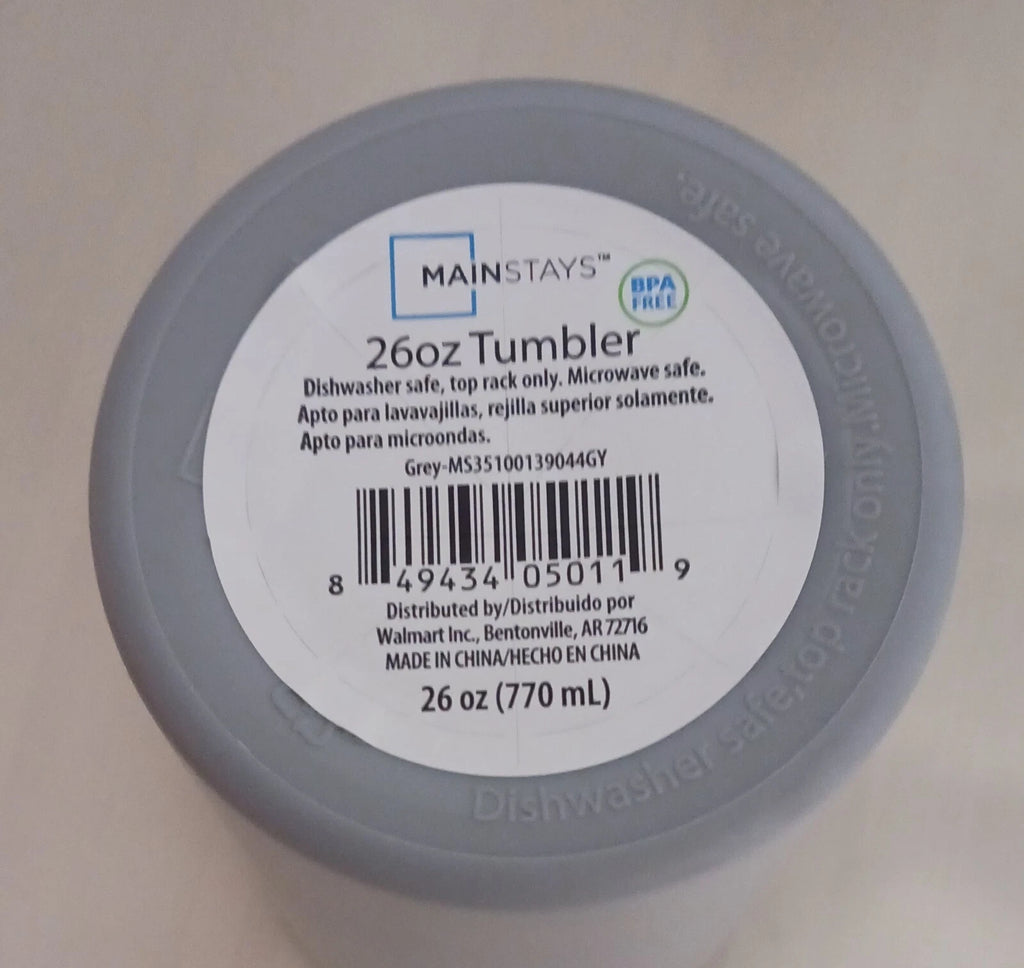 MAINSTAYS™
BPA
FREE
26oz Tumbler
Dishwasher safe, top rack only. Microwave safe.
Apto para lavavajillas, rejilla superior solamente.
Apto para microondas.
Grey-MS35100139044GY
8 49434 05011 9
Distributed by/Distribuido por
Walmart Inc., Bentonville, AR 72716
MADE IN CHINA/HECHO EN CHINA
26 oz (770 mL)
Dishwasher safe,top rack only.Microwave safe.